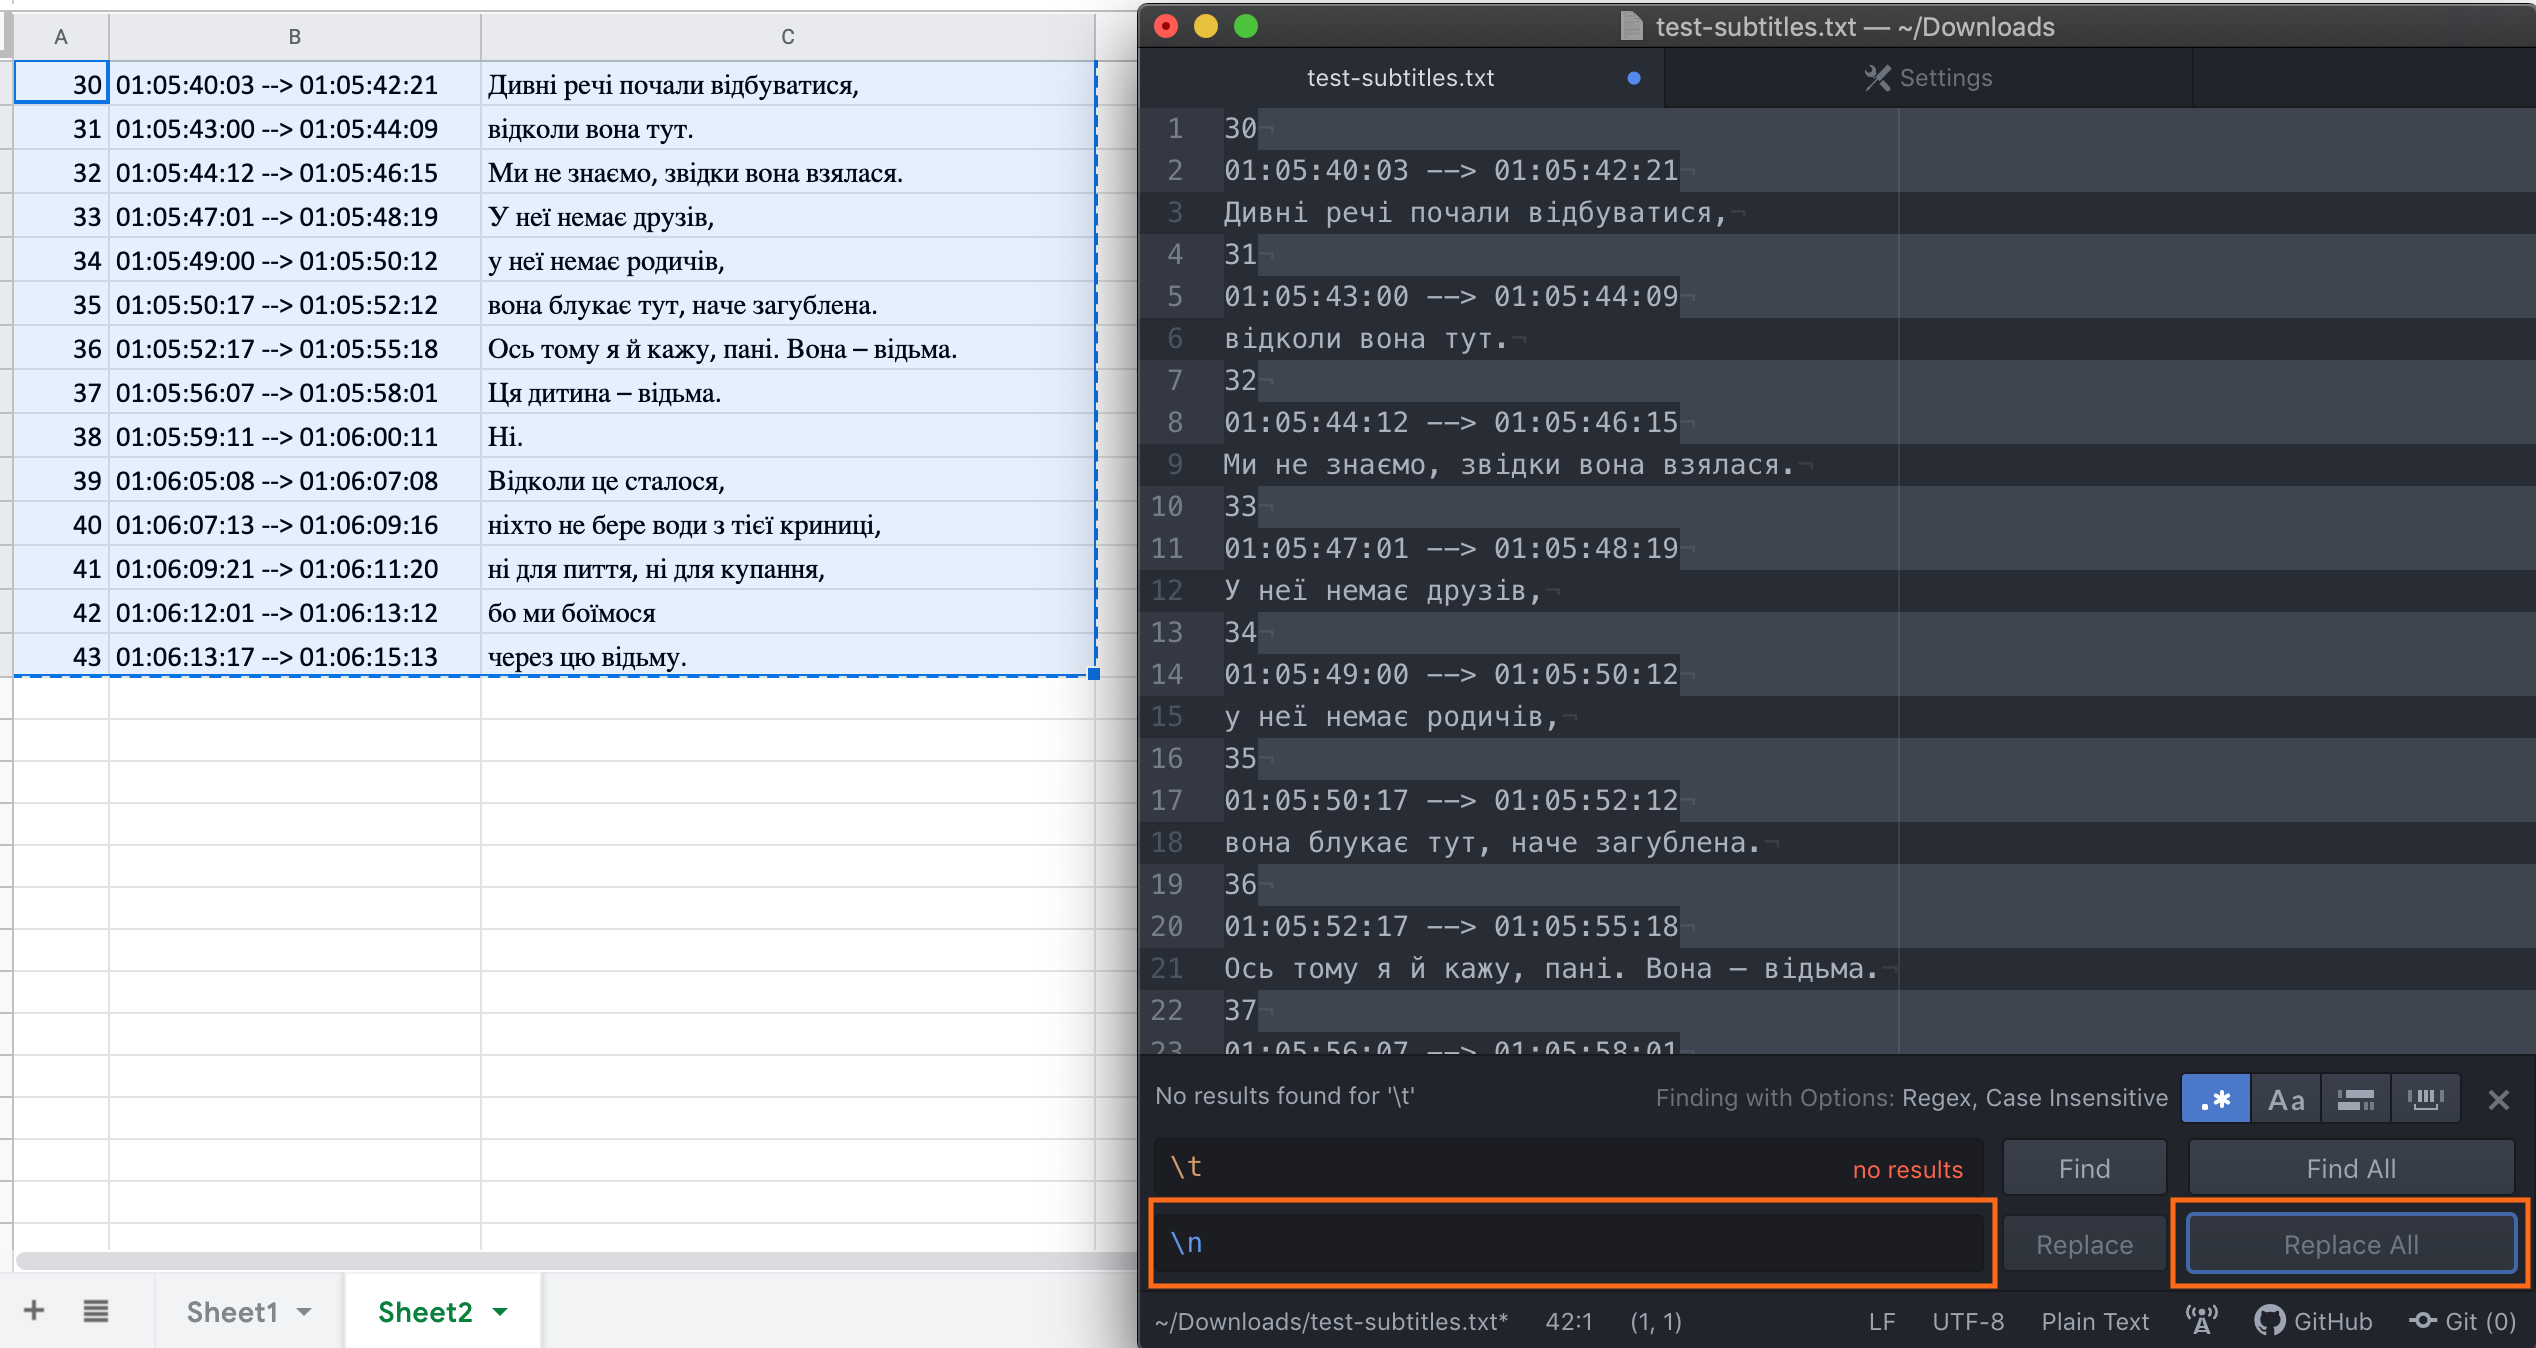 A B C
30 01:05:40:03 --> 01:05:42:21 Дивні речі почали відбуватися,
31 01:05:43:00 --> 01:05:44:09 відколи вона тут.
32 01:05:44:12 --> 01:05:46:15 Ми не знаємо, звідки вона взялася.
33 01:05:47:01 --> 01:05:48:19 У неї немає друзів,
34 01:05:49:00 --> 01:05:50:12 у неї немає родичів,
35 01:05:50:17 --> 01:05:52:12 вона блукає тут, наче загублена.
36 01:05:52:17 --> 01:05:55:18 Ось тому я й кажу, пані. Вона – відьма.
37 01:05:56:07 --> 01:05:58:01 Ця дитина – відьма.
38 01:05:59:11 --> 01:06:00:11 Ні.
39 01:06:05:08 --> 01:06:07:08 Відколи це сталося,
40 01:06:07:13 --> 01:06:09:16 ніхто не бере води з тієї криниці,
41 01:06:09:21 --> 01:06:11:20 ні для пиття, ні для купання,
42 01:06:12:01 --> 01:06:13:12 бо ми боїмося
43 01:06:13:17 --> 01:06:15:13 через цю відьму.
Sheet1 Sheet2
test-subtitles.txt — ~/Downloads
test-subtitles.txt Settings
1 30
2 01:05:40:03 --> 01:05:42:21
3 Дивні речі почали відбуватися,
4 31
5 01:05:43:00 --> 01:05:44:09
6 відколи вона тут.
7 32
8 01:05:44:12 --> 01:05:46:15
9 Ми не знаємо, звідки вона взялася.
10 33
11 01:05:47:01 --> 01:05:48:19
12 У неї немає друзів,
13 34
14 01:05:49:00 --> 01:05:50:12
15 у неї немає родичів,
16 35
17 01:05:50:17 --> 01:05:52:12
18 вона блукає тут, наче загублена.
19 36
20 01:05:52:17 --> 01:05:55:18
21 Ось тому я й кажу, пані. Вона – відьма.
22 37
23 01:05:56:07 --> 01:05:58:01
No results found for '\t' Finding with Options: Regex, Case Insensitive .* Aa
\t no results Find Find All
\n Replace Replace All
~/Downloads/test-subtitles.txt* 42:1 (1, 1) LF UTF-8 Plain Text GitHub Git (0)